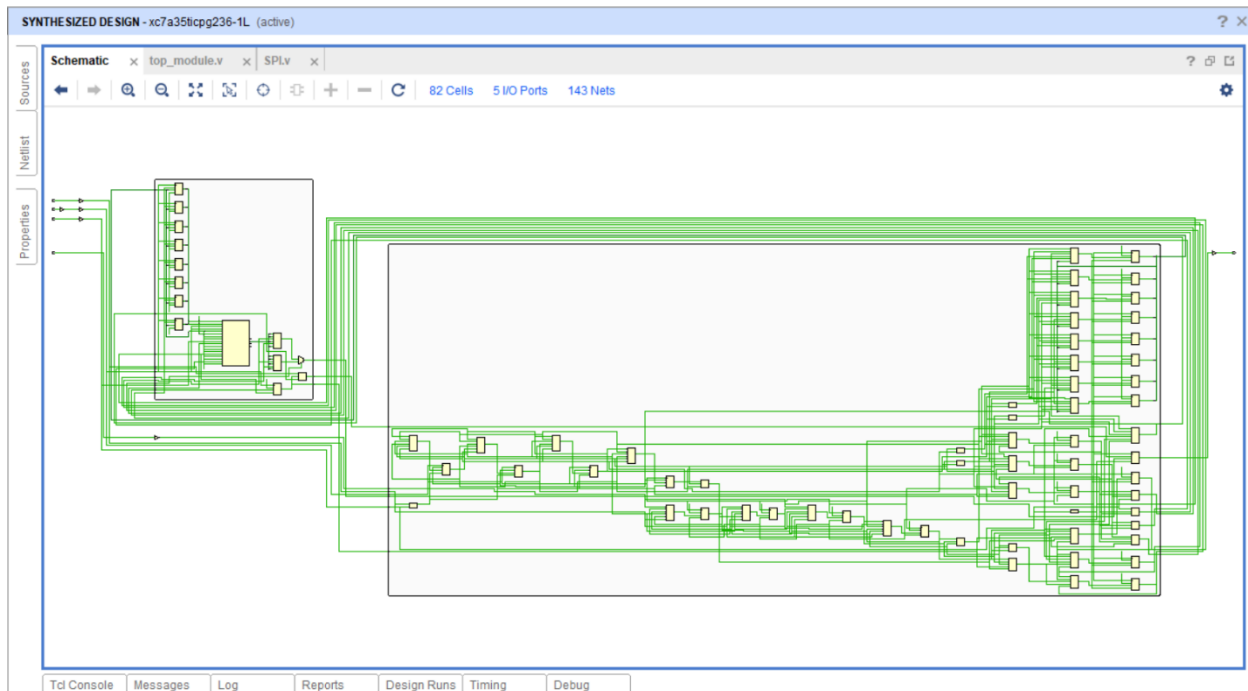 SYNTHESIZED DESIGN - xc7a35ticpg236-1L (active)
Schematic top_module.v SPI.v
82 Cells 5 I/O Ports 143 Nets
Sources
Netlist
Properties
Tcl Console Messages Log Reports Design Runs Timing Debug